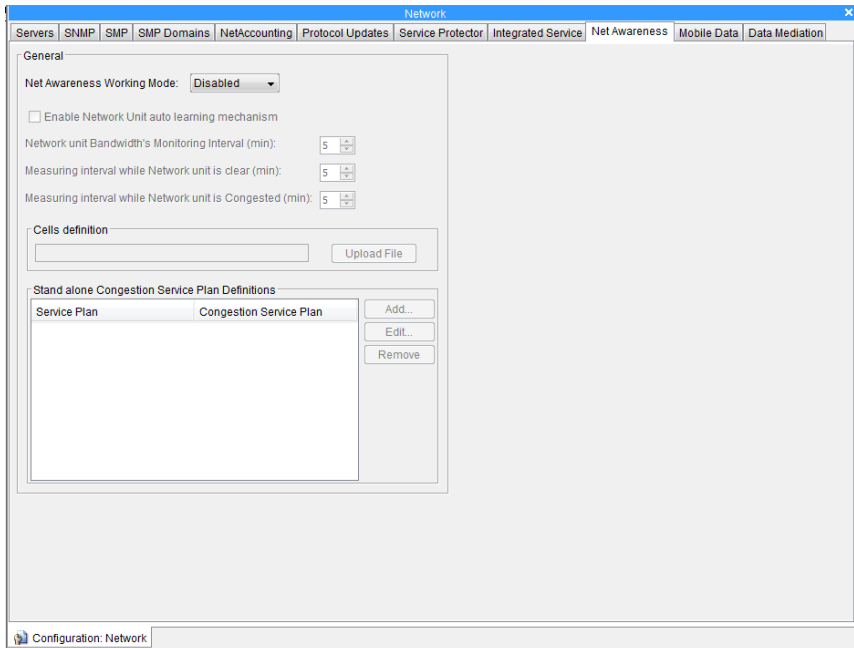 Network
Servers SNMP SMP SMP Domains NetAccounting Protocol Updates Service Protector Integrated Service Net Awareness Mobile Data Data Mediation
General
Net Awareness Working Mode: Disabled
Enable Network Unit auto learning mechanism
Network unit Bandwidth's Monitoring Interval (min): 5
Measuring interval while Network unit is clear (min): 5
Measuring interval while Network unit is Congested (min): 5
Cells definition
Upload File
Stand alone Congestion Service Plan Definitions
Service Plan Congestion Service Plan
Add...
Edit...
Remove
Configuration: Network